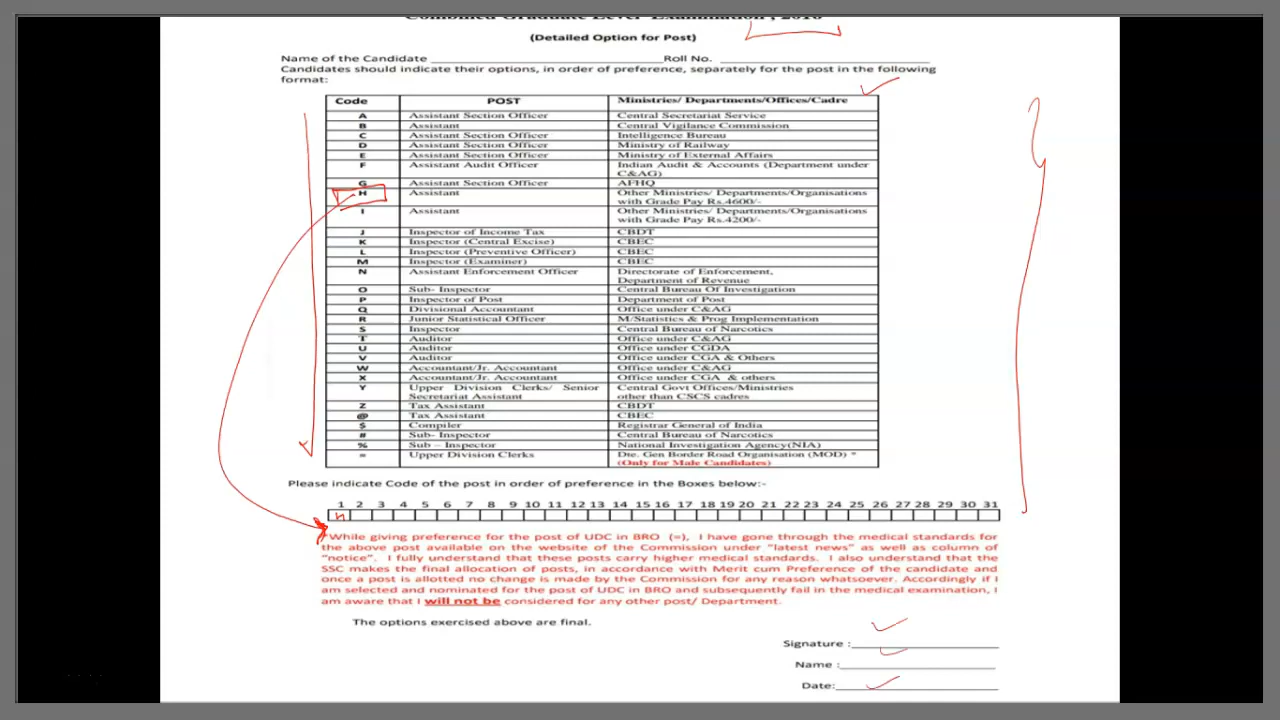 Combined Graduate Level Examination , 2016
(Detailed Option for Post)
Name of the Candidate ______________________________Roll No. ___________________________
Candidates should indicate their options, in order of preference, separately for the post in the following
format:
Code POST Ministries/ Departments/Offices/Cadre
A Assistant Section Officer Central Secretariat Service
B Assistant Central Vigilance Commission
C Assistant Section Officer Intelligence Bureau
D Assistant Section Officer Ministry of Railway
E Assistant Section Officer Ministry of External Affairs
F Assistant Audit Officer Indian Audit & Accounts (Department under
C&AG)
G Assistant Section Officer AFHQ
H Assistant Other Ministries/ Departments/Organisations
with Grade Pay Rs.4600/-
I Assistant Other Ministries/ Departments/Organisations
with Grade Pay Rs.4200/-
J Inspector of Income Tax CBDT
K Inspector (Central Excise) CBEC
L Inspector (Preventive Officer) CBEC
M Inspector (Examiner) CBEC
N Assistant Enforcement Officer Directorate of Enforcement,
Department of Revenue
O Sub- Inspector Central Bureau Of Investigation
P Inspector of Post Department of Post
Q Divisional Accountant Office under C&AG
R Junior Statistical Officer M/Statistics & Prog Implementation
S Inspector Central Bureau of Narcotics
T Auditor Office under C&AG
U Auditor Office under CGDA
V Auditor Office under CGA & Others
W Accountant/Jr. Accountant Office under C&AG
X Accountant/Jr. Accountant Office under CGA & others
Y Upper Division Clerks/ Senior Central Govt Offices/Ministries
Secretariat Assistant other than CSCS cadres
Z Tax Assistant CBDT
@ Tax Assistant CBEC
$ Compiler Registrar General of India
# Sub- Inspector Central Bureau of Narcotics
% Sub – Inspector National Investigation Agency(NIA)
= Upper Division Clerks Dte. Gen Border Road Organisation (MOD) *
(Only for Male Candidates)
Please indicate Code of the post in order of preference in the Boxes below:-
1 2 3 4 5 6 7 8 9 10 11 12 13 14 15 16 17 18 19 20 21 22 23 24 25 26 27 28 29 30 31
H
*While giving preference for the post of UDC in BRO (=), I have gone through the medical standards for
the above post available on the website of the Commission under "latest news" as well as column of
"notice". I fully understand that these posts carry higher medical standards. I also understand that the
SSC makes the final allocation of posts, in accordance with Merit cum Preference of the candidate and
once a post is allotted no change is made by the Commission for any reason whatsoever. Accordingly if I
am selected and nominated for the post of UDC in BRO and subsequently fail in the medical examination, I
am aware that I will not be considered for any other post/ Department.
The options exercised above are final.
Signature :____________________
Name :_____________________
Date:______________________